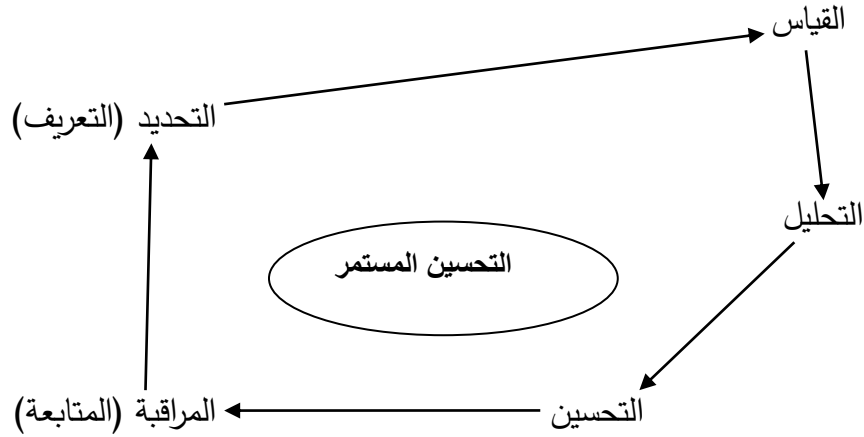 القياس
التحديد (التعريف)
التحليل
التحسين المستمر
التحسين
المراقبة (المتابعة)